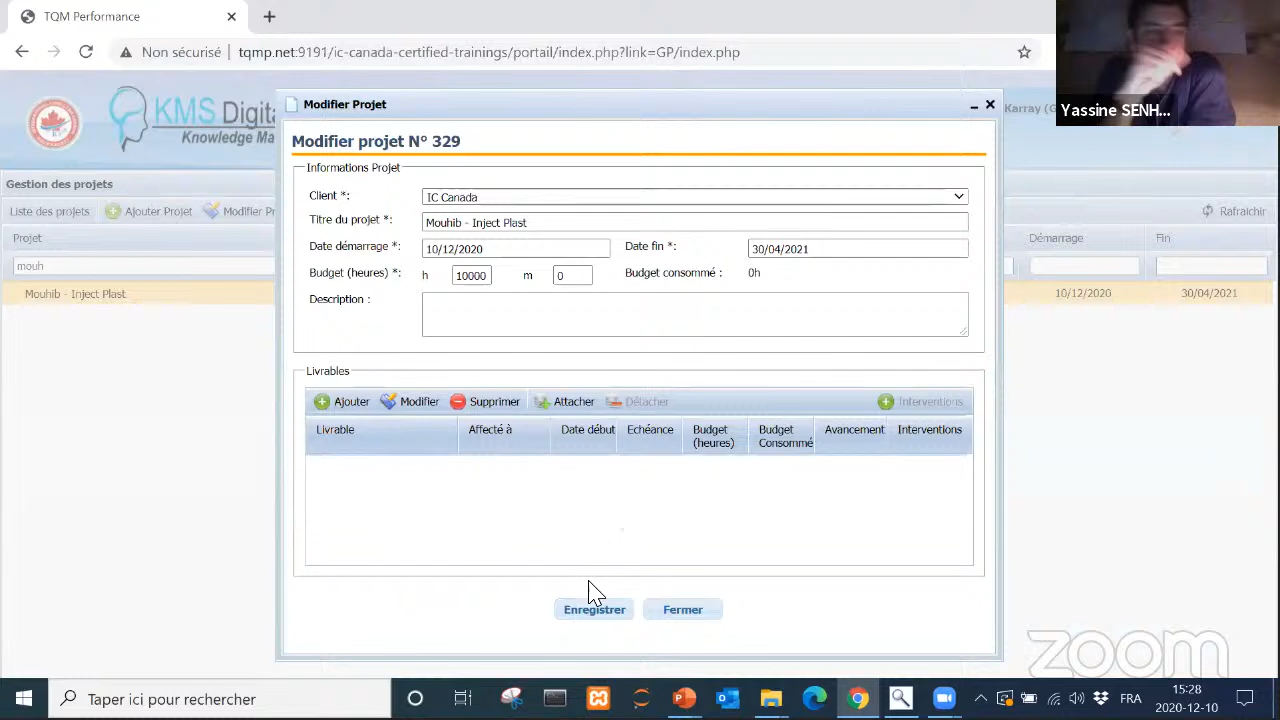 TQM Performance
Non sécurisé tqmp.net:9191/ic-canada-certified-trainings/portail/index.php?link=GP/index.php
Yassine SENH...
KMS Digita
Knowledge Ma
Karray (G
Modifier Projet
Modifier projet N° 329
Gestion des projets
Liste des projets Ajouter Projet Modifier Pr
Rafraichir
Projet
Démarrage Fin
mouh
Mouhib - Inject Plast
10/12/2020 30/04/2021
Informations Projet
Client *: IC Canada
Titre du projet *: Mouhib - Inject Plast
Date démarrage *: 10/12/2020 Date fin *: 30/04/2021
Budget (heures) *: h 10000 m 0 Budget consommé : 0h
Description :
Livrables
Ajouter Modifier Supprimer Attacher Détacher Interventions
Livrable Affecté à Date début Echéance Budget (heures) Budget Consommé Avancement Interventions
Enregistrer Fermer
zoom
Taper ici pour rechercher
FRA
15:28
2020-12-10